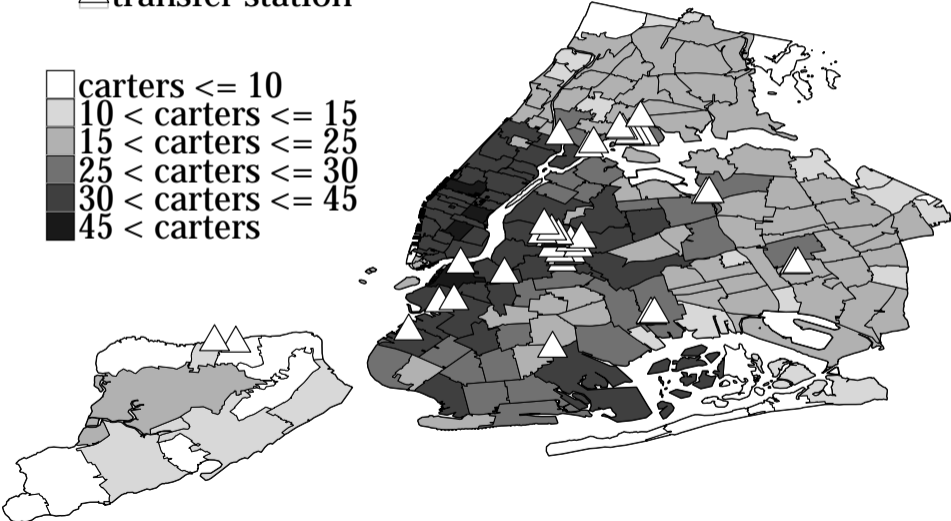 transfer station
carters <= 10
10 < carters <= 15
15 < carters <= 25
25 < carters <= 30
30 < carters <= 45
45 < carters